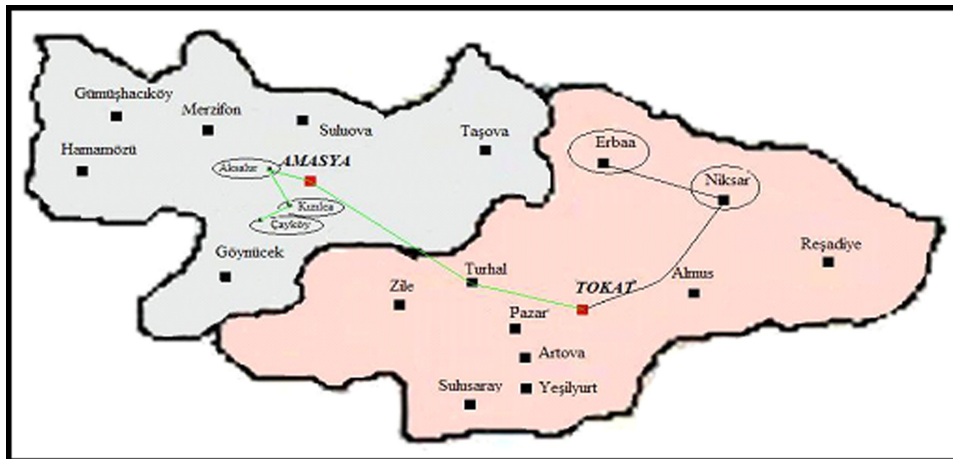 Gümüşhacıköy
Merzifon
Suluova
Taşova
Hamamözü
AMASYA
Kızılca
Çayköy
Göynücek
Erbaa
Niksar
Reşadiye
Almus
TOKAT
Turhal
Zile
Pazar
Artova
Sulusaray
Yeşilyurt